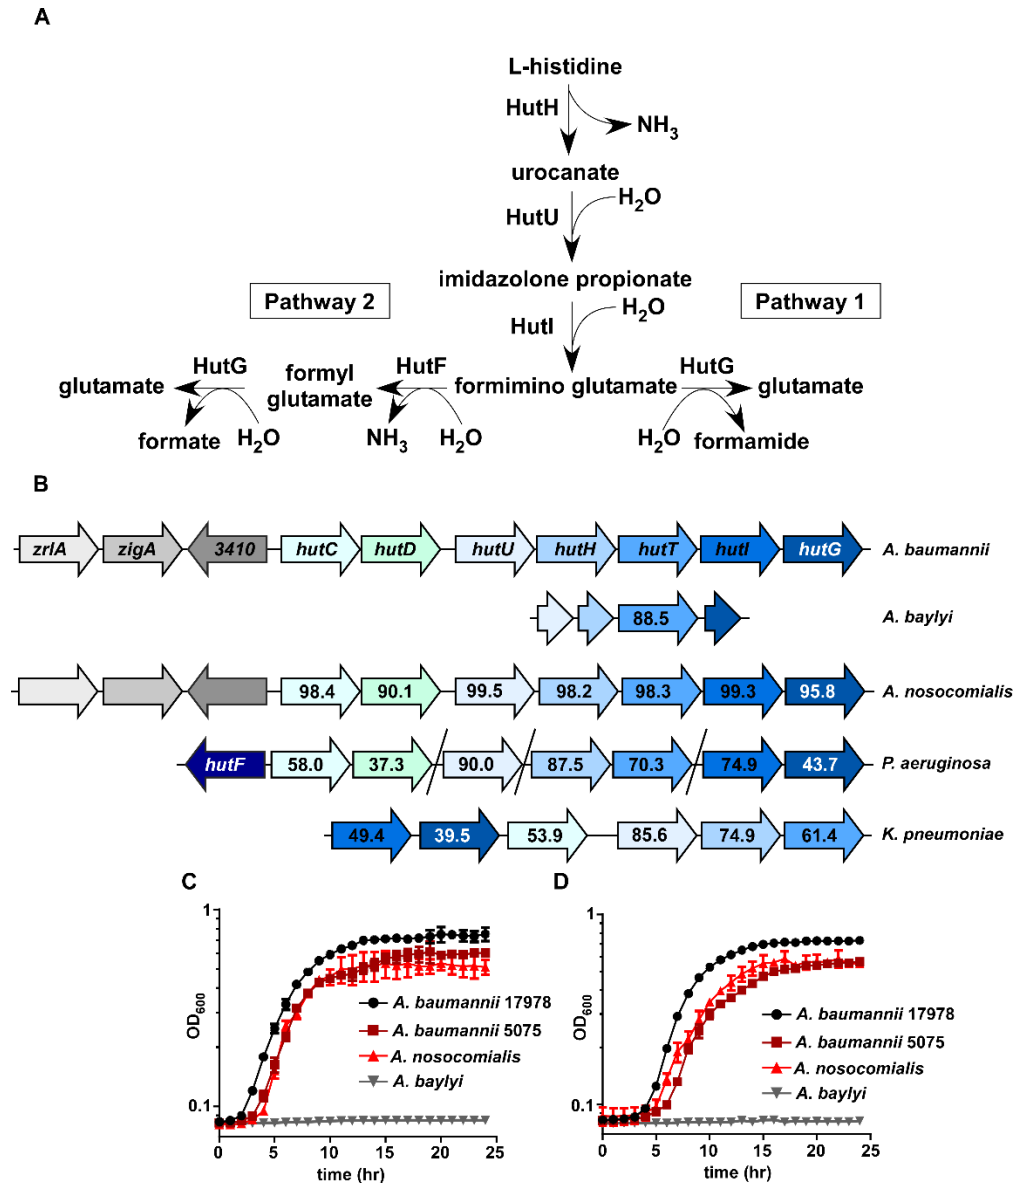 A
L-histidine
HutH
NH3
urocanate
HutU
H2O
imidazolone propionate
Pathway 2
Pathway 1
HutI
H2O
glutamate
HutG
formyl
glutamate
HutF
formimino glutamate
HutG
glutamate
formate
H2O
NH3
H2O
H2O
formamide
B
zrlA zigA 3410 hutC hutD hutU hutH hutT hutI hutG A. baumannii
88.5 A. baylyi
98.4 90.1 99.5 98.2 98.3 99.3 95.8 A. nosocomialis
hutF 58.0 37.3 90.0 87.5 70.3 74.9 43.7 P. aeruginosa
49.4 39.5 53.9 85.6 74.9 61.4 K. pneumoniae
C
1
OD600
0.1
A. baumannii 17978
A. baumannii 5075
A. nosocomialis
A. baylyi
0 5 10 15 20 25
time (hr)
D
1
OD600
0.1
A. baumannii 17978
A. baumannii 5075
A. nosocomialis
A. baylyi
0 5 10 15 20 25
time (hr)